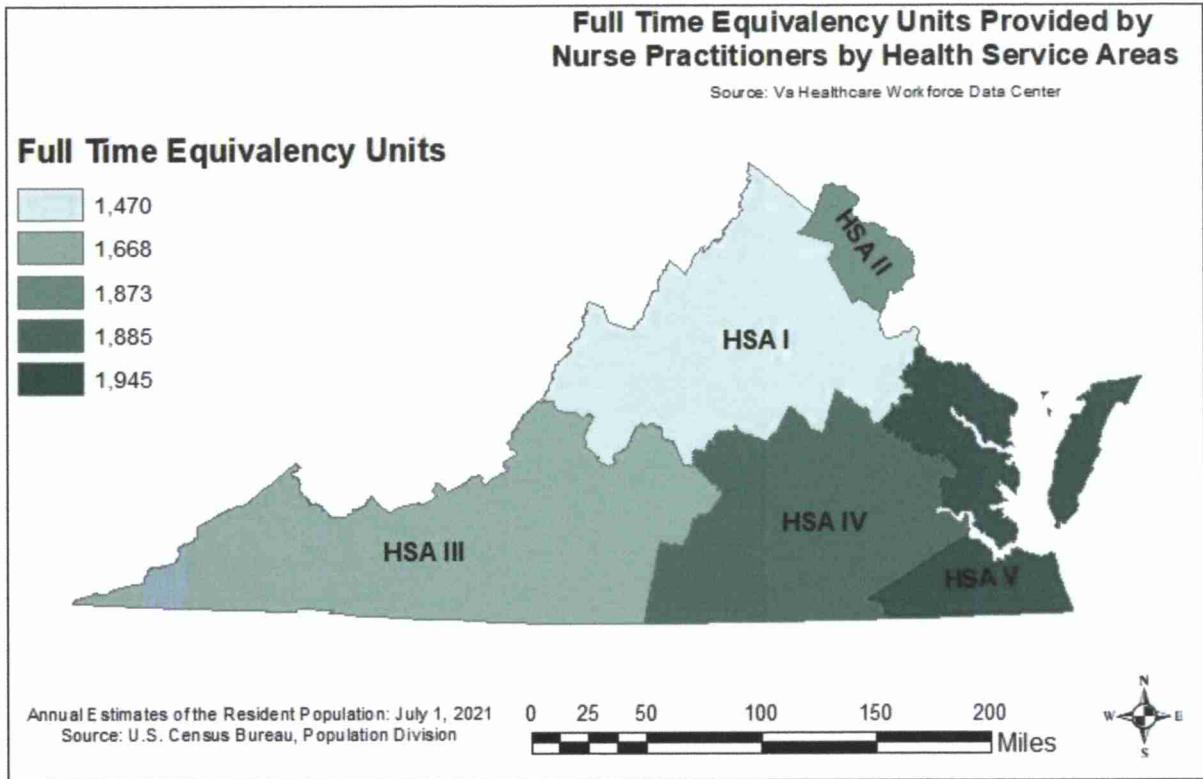 Full Time Equivalency Units Provided by
Nurse Practitioners by Health Service Areas
Source: Va Healthcare Workforce Data Center
Full Time Equivalency Units
1,470
1,668
1,873
1,885
1,945
HSA II
HSA I
HSA IV
HSA III
HSA V
Annual Estimates of the Resident Population: July 1, 2021
Source: U.S. Census Bureau, Population Division
0 25 50 100 150 200
Miles
N
W E
S